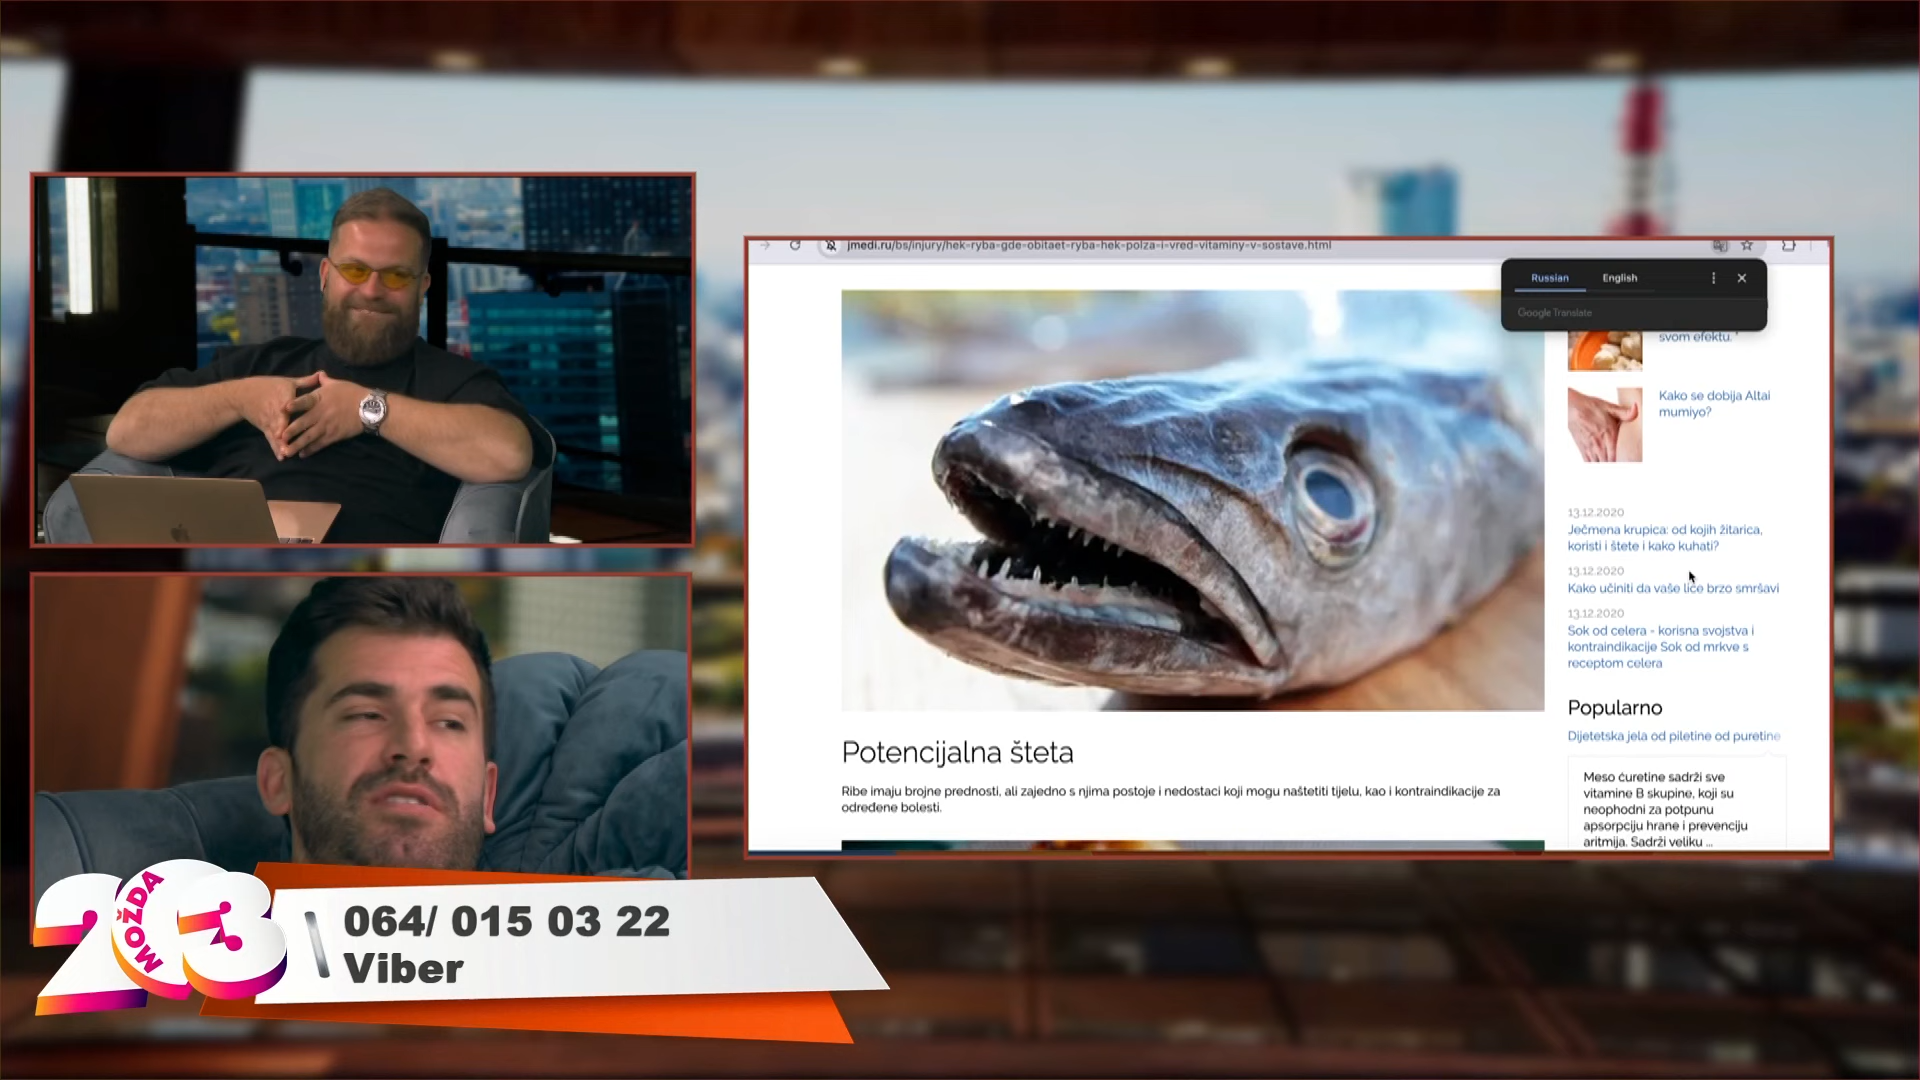 jmedi.ru/bs/injury/hek-ryba-gde-obitaet-ryba-hek-polza-i-vred-vitaminy-v-sostave.html
Russian English
Google Translate
svom efektu."
Kako se dobija Altai
mumiyo?
13.12.2020
Ječmena krupica: od kojih žitarica,
koristi i štete i kako kuhati?
13.12.2020
Kako učiniti da vaše lice brzo smršavi
13.12.2020
Sok od celera - korisna svojstva i
kontraindikacije Sok od mrkve s
receptom celera
Popularno
Dijetetska jela od piletine od puretine
Meso ćuretine sadrži sve
vitamine B skupine, koji su
neophodni za potpunu
apsorpciju hrane i prevenciju
aritmija. Sadrži veliku ...
Potencijalna šteta
Ribe imaju brojne prednosti, ali zajedno s njima postoje i nedostaci koji mogu naštetiti tijelu, kao i kontraindikacije za
određene bolesti.
2 MOŽDA 3
064/ 015 03 22
Viber